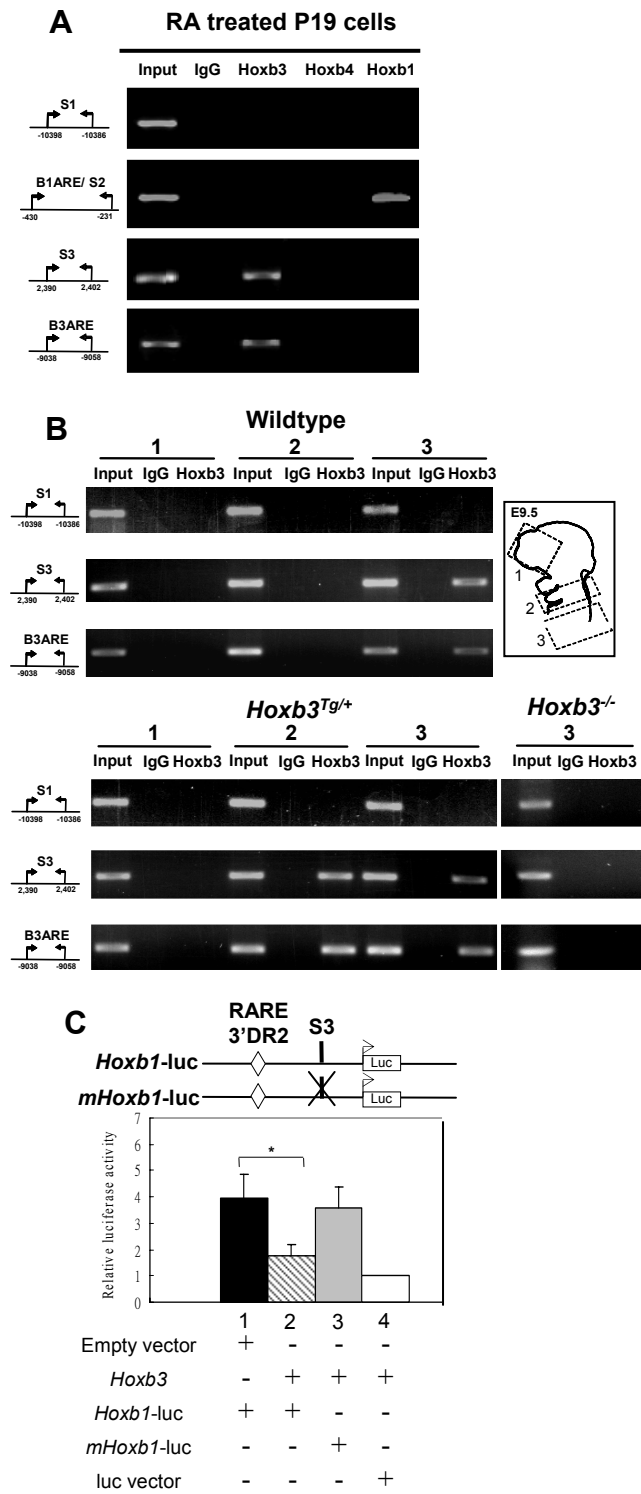 A
RA treated P19 cells
Input IgG Hoxb3 Hoxb4 Hoxb1
S1
-10398 -10386
B1ARE/ S2
-430 -231
S3
2,390 2,402
B3ARE
-9038 -9058
B
Wildtype
1 2 3
Input IgG Hoxb3 Input IgG Hoxb3 Input IgG Hoxb3
S1
-10398 -10386
S3
2,390 2,402
B3ARE
-9038 -9058
E9.5
1
2
3
Hoxb3Tg/+ Hoxb3-/-
1 2 3 3
Input IgG Hoxb3 Input IgG Hoxb3 Input IgG Hoxb3 Input IgG Hoxb3
S1
-10398 -10386
S3
2,390 2,402
B3ARE
-9038 -9058
C
RARE
3'DR2 S3
Hoxb1-luc Luc
mHoxb1-luc Luc
Relative luciferase activity
7
6
5
4
3
2
1
0
*
1 2 3 4
Empty vector + - - -
Hoxb3 - + + +
Hoxb1-luc + + - -
mHoxb1-luc - - + -
luc vector - - - +